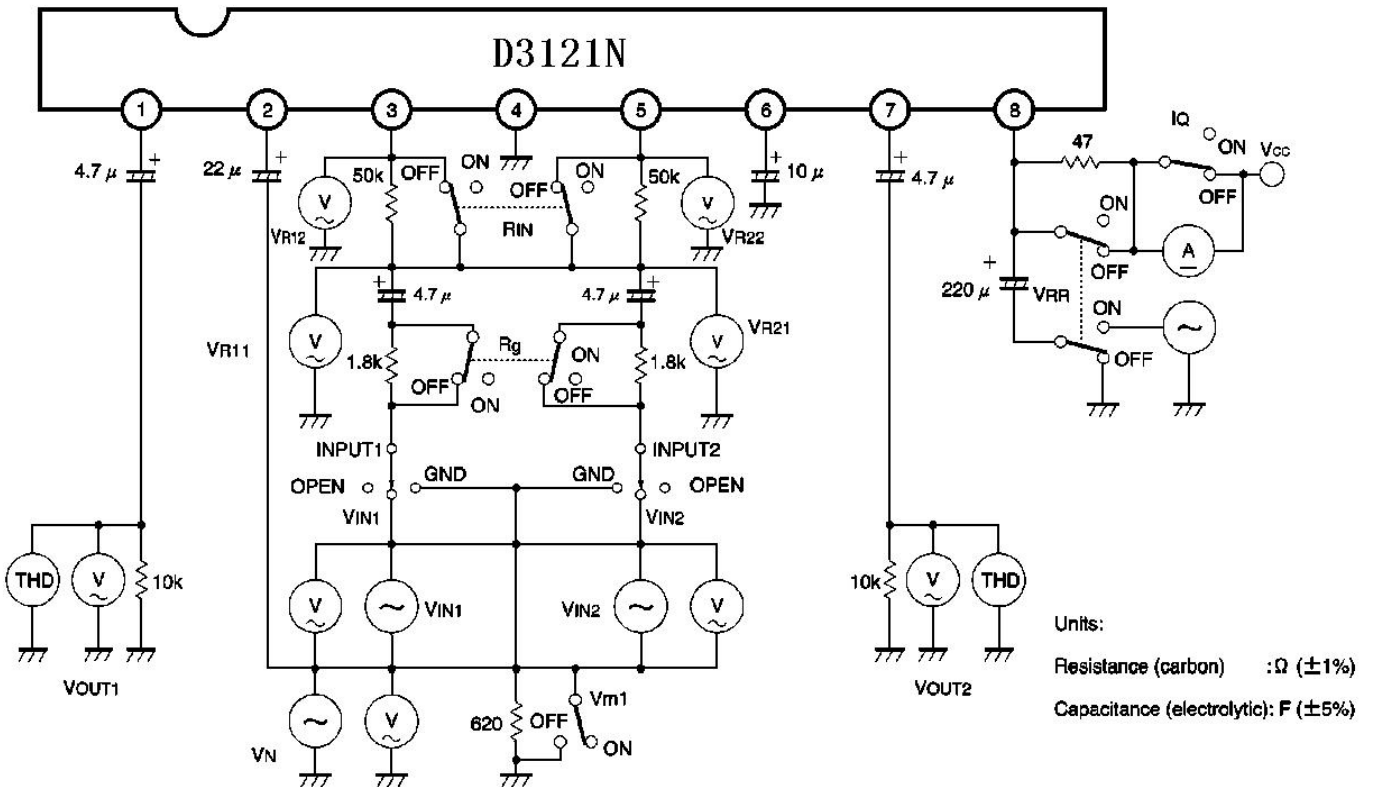 D3121N
1 2 3 4 5 6 7 8
4.7 μ +
22 μ +
50k
OFF
ON
OFF
ON
50k
+ 10 μ
+ 4.7 μ
47
IQ
ON
VCC
OFF
V
VR12
RIN
V
VR22
ON
OFF
A
+
4.7 μ
+
4.7 μ
+
220 μ
VRR
ON
OFF
VR11
V
1.8k
OFF
ON
Rg
ON
OFF
1.8k
V
VR21
INPUT1
INPUT2
OPEN
GND
GND
OPEN
VIN1
VIN2
THD
V
10k
V
VIN1
VIN2
V
10k
V
THD
VOUT1
VOUT2
VN
V
620
OFF
Vm1
ON
Units:
Resistance (carbon) :Ω (±1%)
Capacitance (electrolytic): F (±5%)